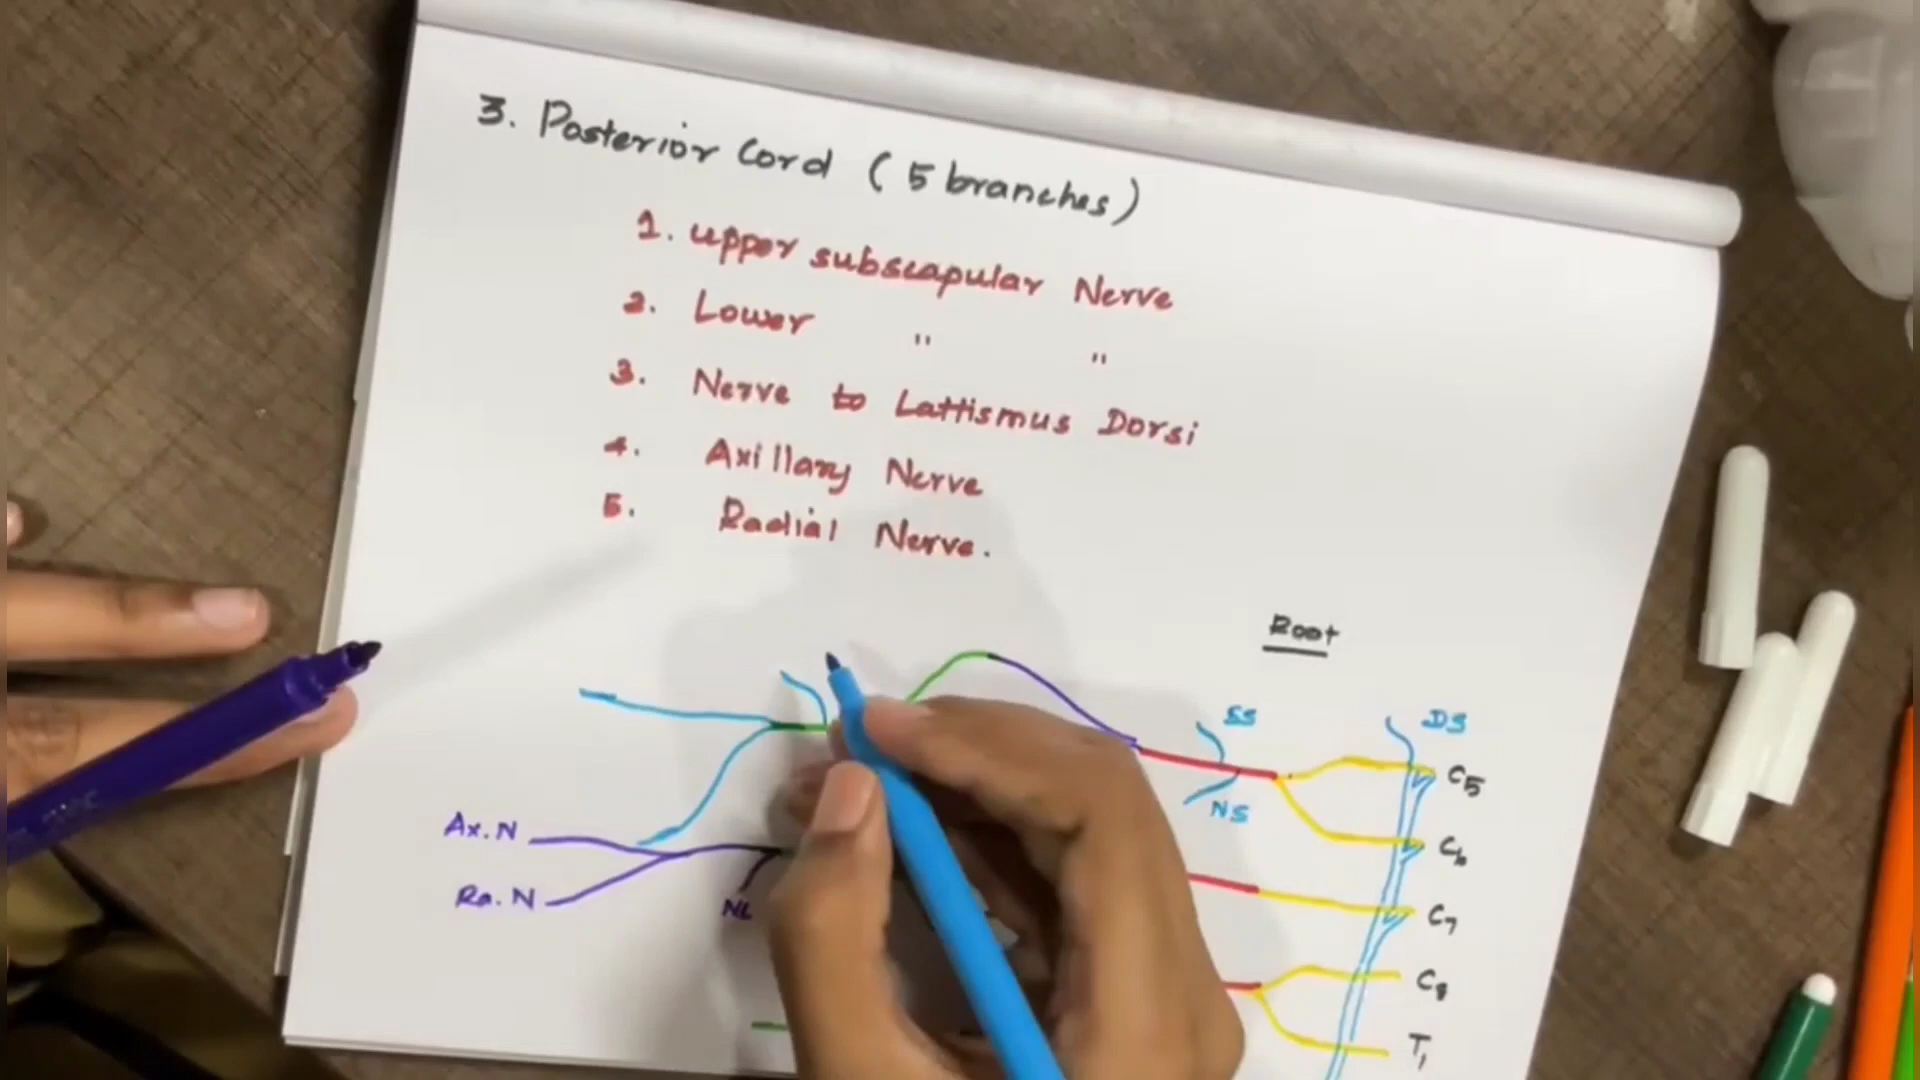 3. Posterior Cord (5 branches)
1. upper subscapular Nerve
2. Lower " "
3. Nerve to Lattismus Dorsi
4. Axillary Nerve
5. Radial Nerve.
Root
SS
DS
C5
NS
Ax. N
C6
Ra. N
NL
C7
C8
T1